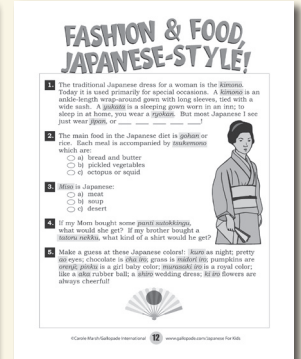 FASHION & FOOD,
JAPANESE-STYLE!
1. The traditional Japanese dress for a woman is the kimono.
Today it is used primarily for special occasions. A kimono is an
ankle-length wrap-around gown with long sleeves, tied with a
wide sash. A yukata is a sleeping gown worn in an inn; to
sleep in at home, you wear a ryokan. But most Japanese I see
just wear jipan, or ____ ____ ____ ____ ____!
2. The main food in the Japanese diet is gohan or
rice. Each meal is accompanied by tsukemono
which are:
a) bread and butter
b) pickled vegetables
c) octopus or squid
3. Miso is Japanese:
a) meat
b) soup
c) desert
4. If my Mom bought some panti sutokkingu,
what would she get? If my brother bought a
tatoru nekku, what kind of a shirt would he get?
5. Make a guess at these Japanese colors!: kuro as night; pretty
ao eyes; chocolate is cha iro; grass is midori iro; pumpkins are
orenji; pinku is a girl baby color; murasaki iro is a royal color;
like a aka rubber ball; a shiro wedding dress; ki iro flowers are
always cheerful!
©Carole Marsh/Gallopade International 12 www.gallopade.com/Japanese For Kids